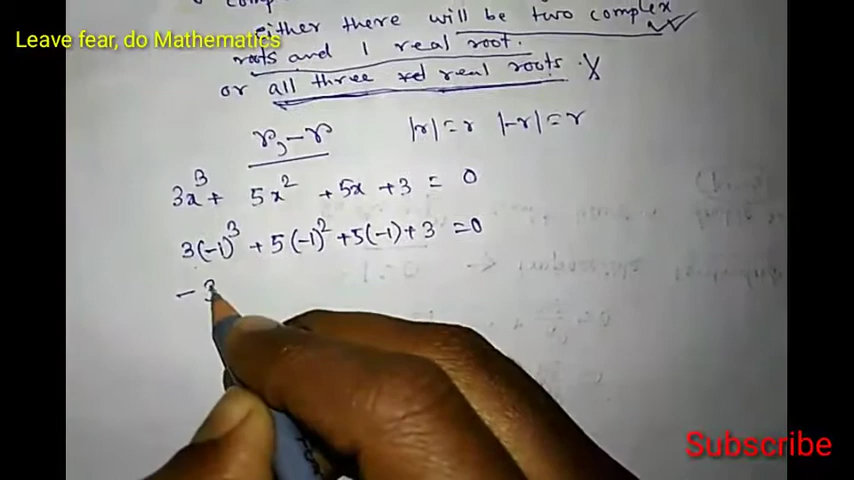 either there will be two complex
Leave fear, do Mathematics
roots and 1 real root.
or all three real roots. X
r, -r |r| = r |-r| = r
3x³ + 5x² + 5x + 3 = 0
3(-1)³ + 5(-1)² + 5(-1) + 3 = 0
- 3
Subscribe